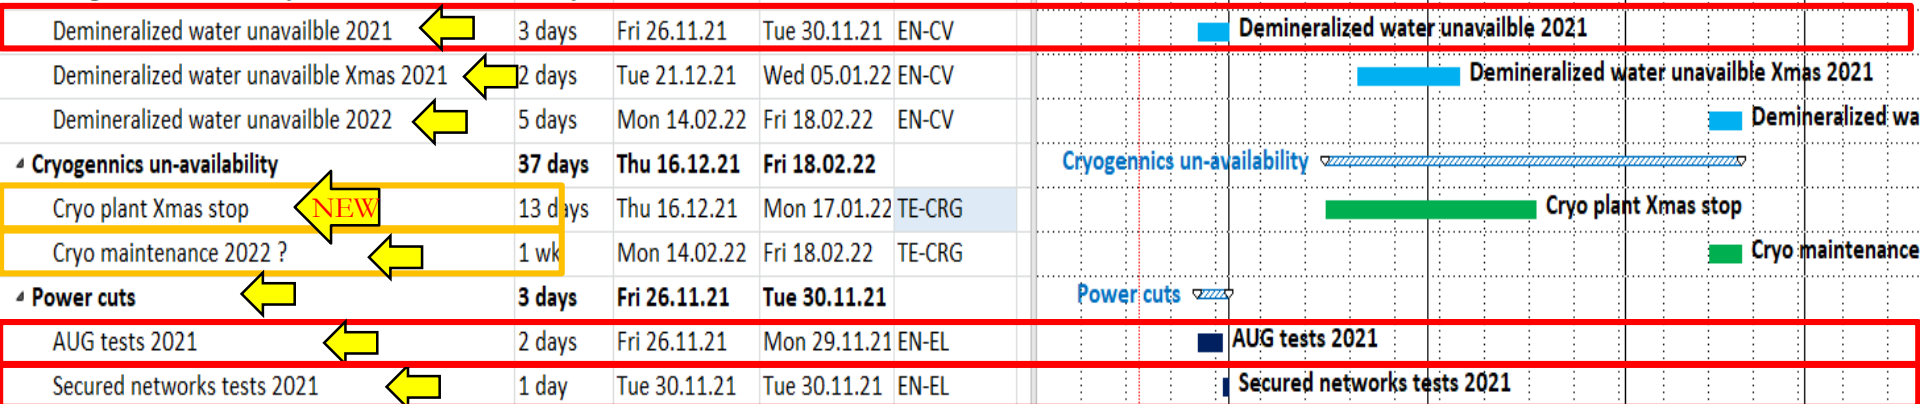 Demineralized water unavailble 2021 3 days Fri 26.11.21 Tue 30.11.21 EN-CV Demineralized water unavailble 2021
Demineralized water unavailble Xmas 2021 2 days Tue 21.12.21 Wed 05.01.22 EN-CV Demineralized water unavailble Xmas 2021
Demineralized water unavailble 2022 5 days Mon 14.02.22 Fri 18.02.22 EN-CV Demineralized wa
Cryogennics un-availability 37 days Thu 16.12.21 Fri 18.02.22 Cryogennics un-availability
Cryo plant Xmas stop NEW 13 days Thu 16.12.21 Mon 17.01.22 TE-CRG Cryo plant Xmas stop
Cryo maintenance 2022 ? 1 wk Mon 14.02.22 Fri 18.02.22 TE-CRG Cryo maintenance
Power cuts 3 days Fri 26.11.21 Tue 30.11.21 Power cuts
AUG tests 2021 2 days Fri 26.11.21 Mon 29.11.21 EN-EL AUG tests 2021
Secured networks tests 2021 1 day Tue 30.11.21 Tue 30.11.21 EN-EL Secured networks tests 2021